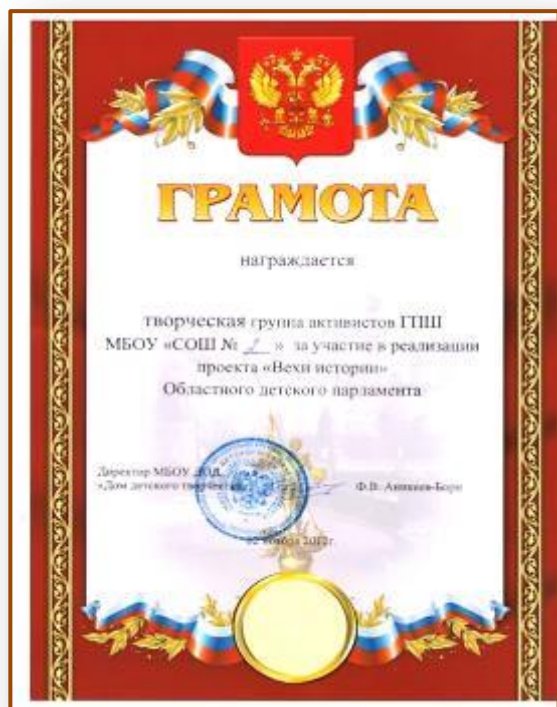 ГРАМОТА
награждается
творческая группа активистов ГПШ
МБОУ «СОШ № 2 » за участие в реализации
проекта «Вехи истории»
Областного детского парламента
Директор МБОУ ДОД
«Дом детского творчества» Ф.В.
2012г.